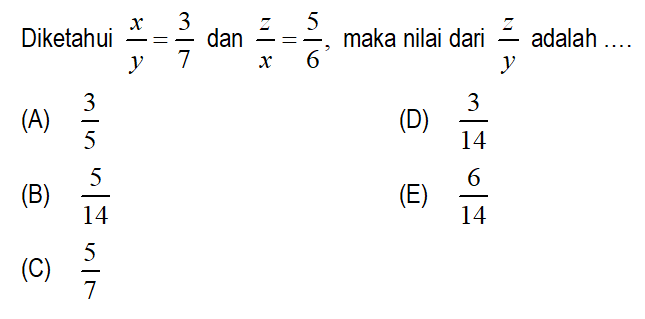 Diketahui x/y = 3/7 dan z/x = 5/6, maka nilai dari z/y adalah ....
(A) 3/5 (D) 3/14
(B) 5/14 (E) 6/14
(C) 5/7